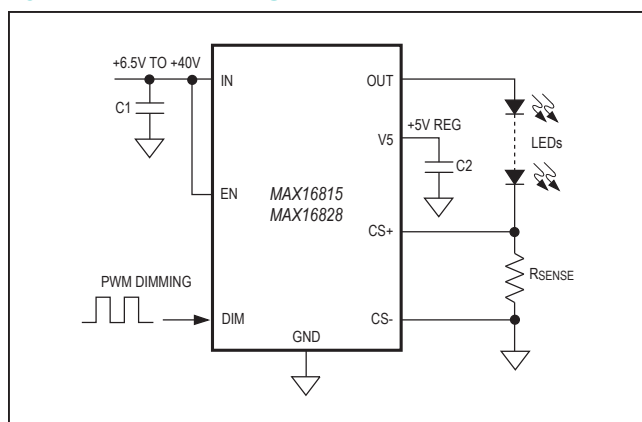 +6.5V TO +40V
IN
OUT
C1
+5V REG
V5
LEDs
C2
EN
MAX16815
MAX16828
CS+
RSENSE
PWM DIMMING
DIM
CS-
GND